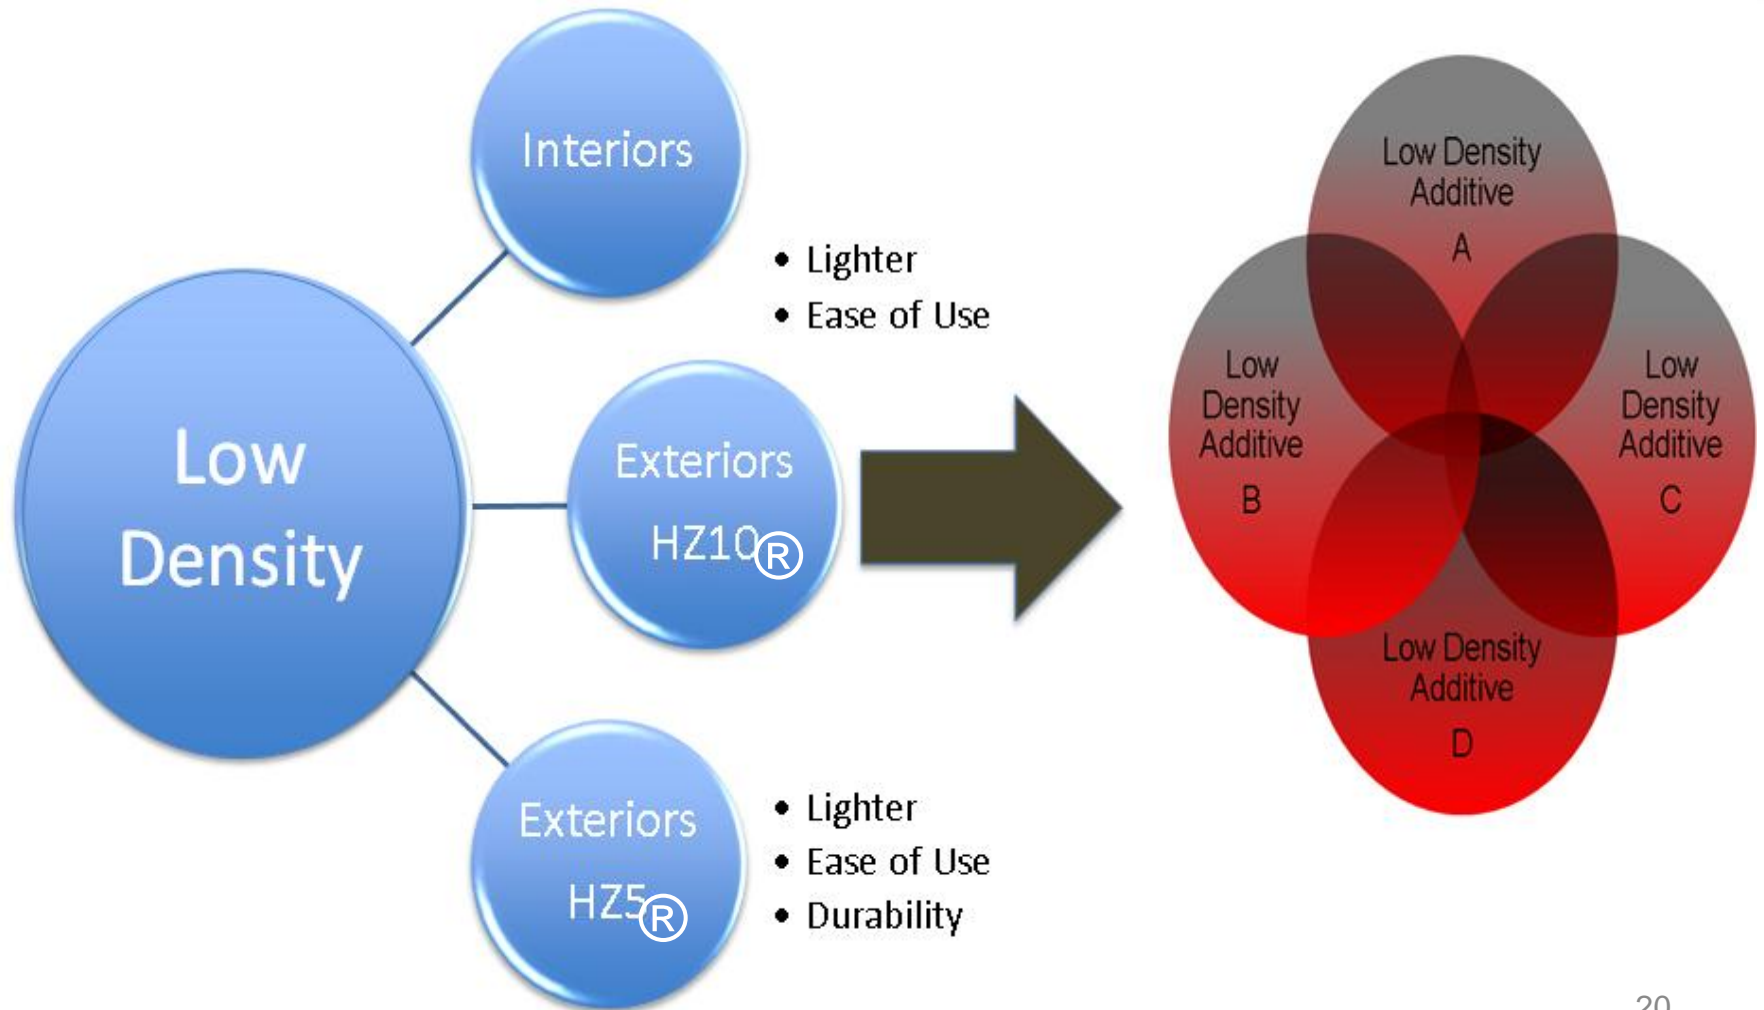 Interiors
• Lighter
• Ease of Use
Low
Density
Exteriors
HZ10®
Exteriors
HZ5®
• Lighter
• Ease of Use
• Durability
Low Density
Additive
A
Low
Density
Additive
B
Low
Density
Additive
C
Low Density
Additive
D
20